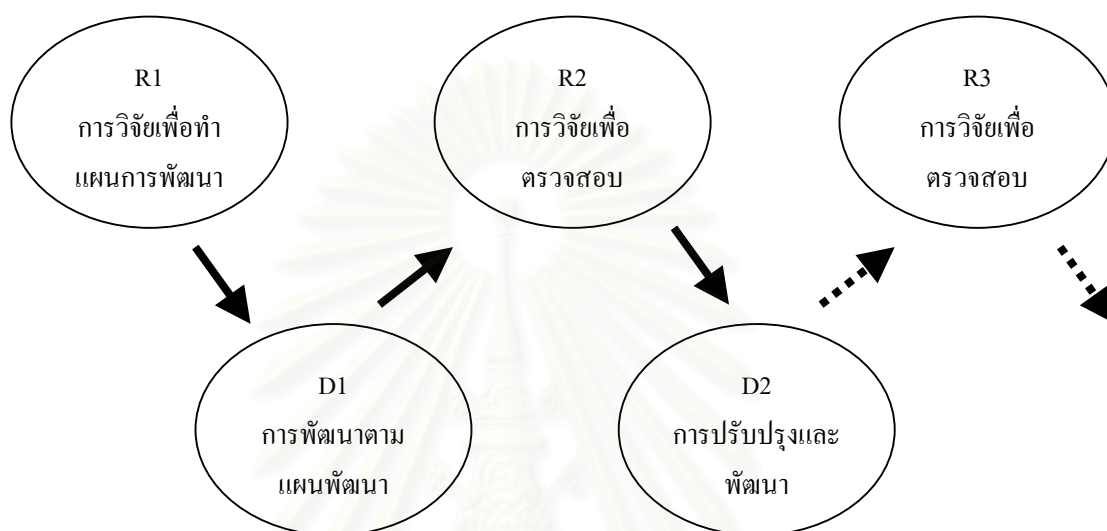 R1
การวิจัยเพื่อทำ
แผนการพัฒนา
R2
การวิจัยเพื่อ
ตรวจสอบ
R3
การวิจัยเพื่อ
ตรวจสอบ
D1
การพัฒนาตาม
แผนพัฒนา
D2
การปรับปรุงและ
พัฒนา